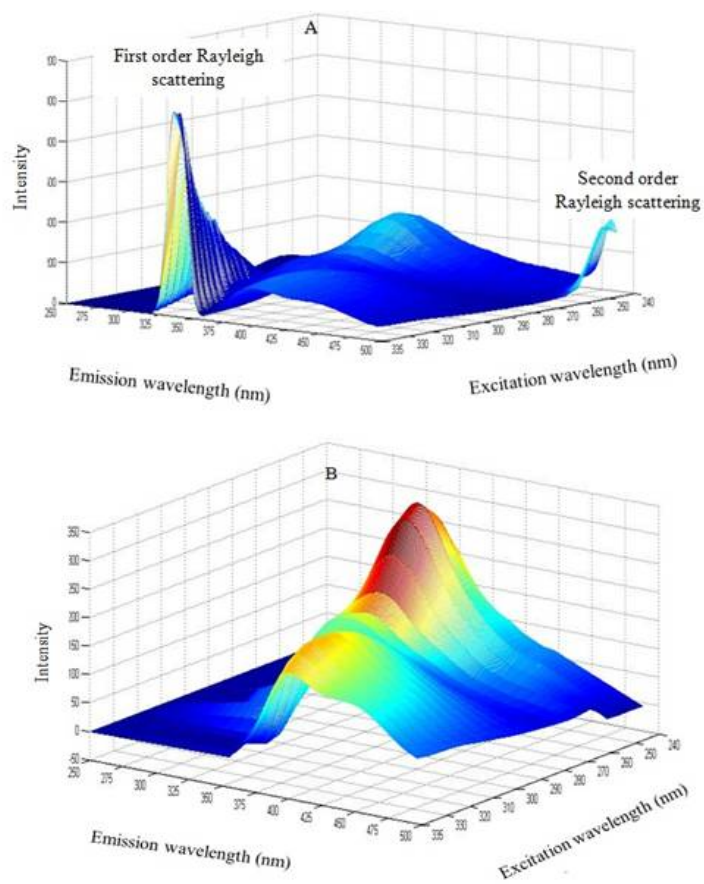 A
First order Rayleigh
scattering
Second order
Rayleigh scattering
Intensity
0
250 275 300 325 350 375 400 425 450 475 500
335 330 320 310 300 290 280 270 260 250 240
Emission wavelength (nm)
Excitation wavelength (nm)
B
350
300
250
200
150
100
50
0
-50
Intensity
250 275 300 325 350 375 400 425 450 475 500
335 330 320 310 300 290 280 270 260 250 240
Emission wavelength (nm)
Excitation wavelength (nm)